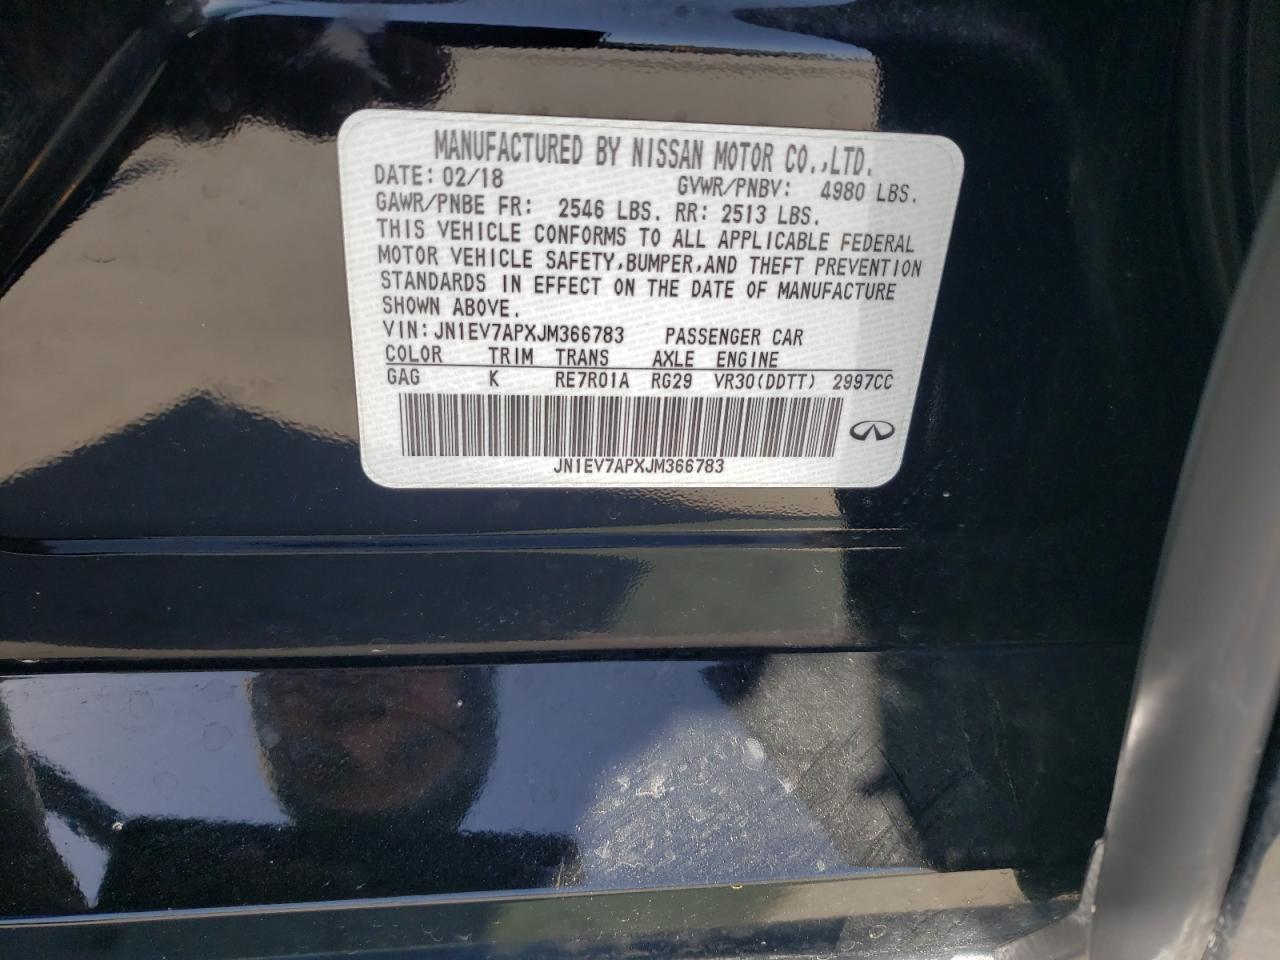 MANUFACTURED BY NISSAN MOTOR CO.,LTD.
DATE: 02/18 GVWR/PNBV: 4980 LBS.
GAWR/PNBE FR: 2546 LBS. RR: 2513 LBS.
THIS VEHICLE CONFORMS TO ALL APPLICABLE FEDERAL
MOTOR VEHICLE SAFETY,BUMPER,AND THEFT PREVENTION
STANDARDS IN EFFECT ON THE DATE OF MANUFACTURE
SHOWN ABOVE.
VIN: JN1EV7APXJM366783 PASSENGER CAR
COLOR TRIM TRANS AXLE ENGINE
GAG K RE7R01A RG29 VR30(DDTT) 2997CC
JN1EV7APXJM366783